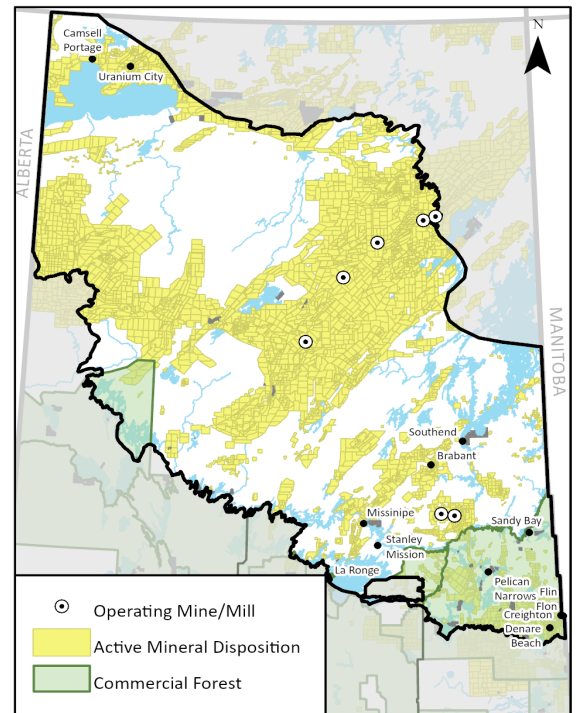 N
Camsell
Portage
Uranium City
ALBERTA
MANITOBA
Southend
Brabant
Missinipe
Sandy Bay
Stanley
Mission
La Ronge
Pelican
Narrows
Flin
Flon
Creighton
Denare
Beach
Operating Mine/Mill
Active Mineral Disposition
Commercial Forest